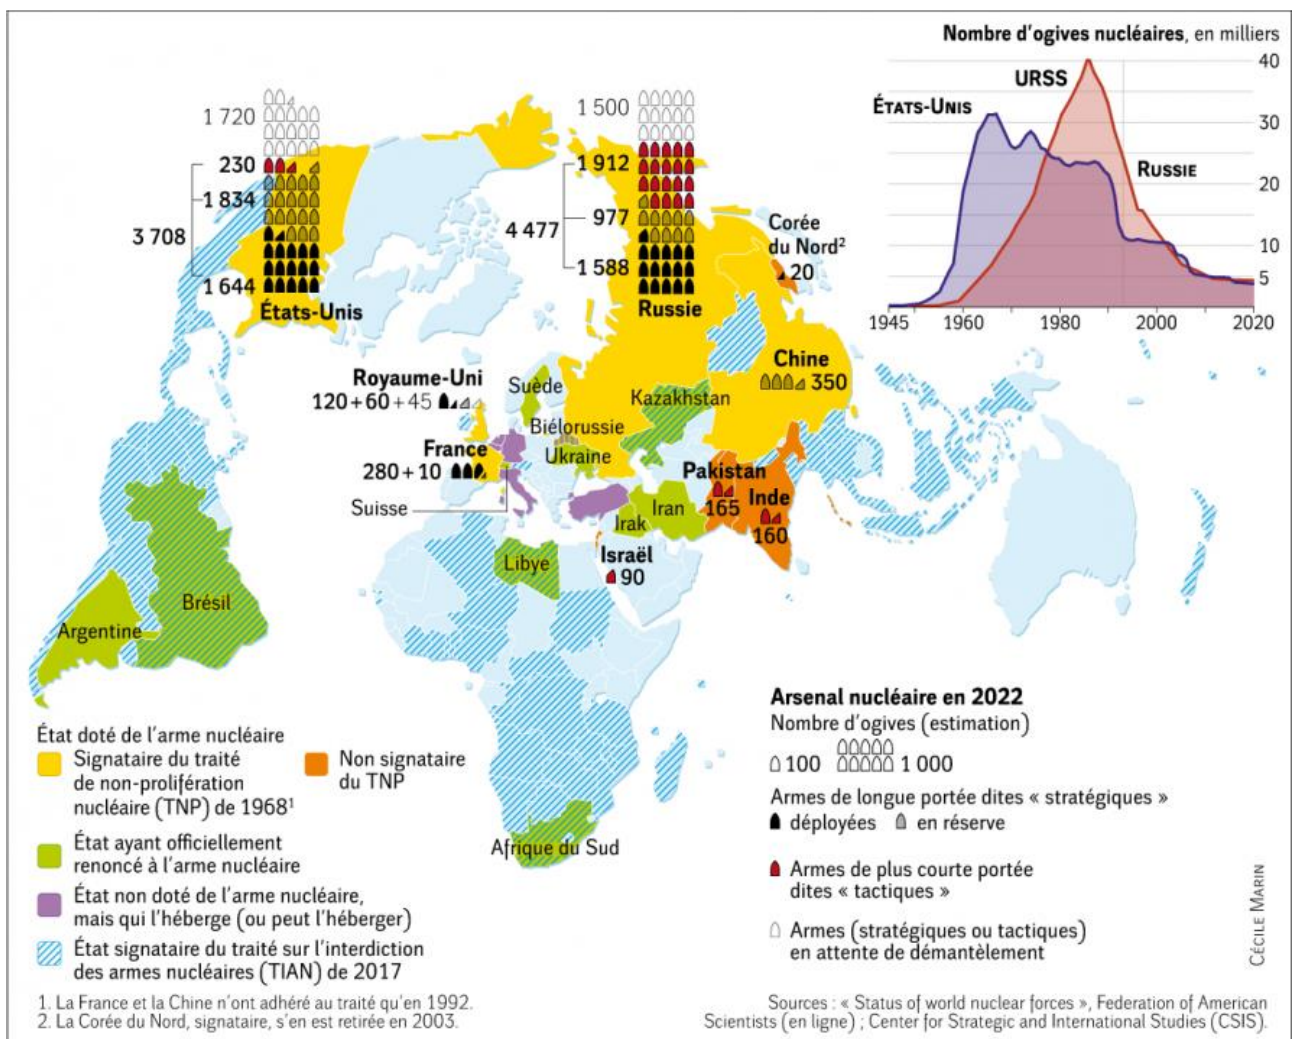 Nombre d'ogives nucléaires, en milliers
40
URSS
ÉTATS-UNIS
30
RUSSIE
20
10
5
1945
1960
1980
2000
2020
1 720
230
1 834
3 708
1 644
États-Unis
1 500
1 912
977
4 477
1 588
Russie
Corée
du Nord²
20
Chine
350
Royaume-Uni
120 + 60 + 45
Suède
Kazakhstan
Biélorussie
Ukraine
France
280 + 10
Suisse
Pakistan
165
Inde
160
Iran
Irak
Israël
90
Libye
Brésil
Argentine
Afrique du Sud
État doté de l'arme nucléaire
Signataire du traité
de non-prolifération
nucléaire (TNP) de 1968¹
Non signataire
du TNP
État ayant officiellement
renoncé à l'arme nucléaire
État non doté de l'arme nucléaire,
mais qui l'héberge (ou peut l'héberger)
État signataire du traité sur l'interdiction
des armes nucléaires (TIAN) de 2017
1. La France et la Chine n'ont adhéré au traité qu'en 1992.
2. La Corée du Nord, signataire, s'en est retirée en 2003.
Arsenal nucléaire en 2022
Nombre d'ogives (estimation)
100
1 000
Armes de longue portée dites « stratégiques »
déployées
en réserve
Armes de plus courte portée
dites « tactiques »
Armes (stratégiques ou tactiques)
en attente de démantèlement
CÉCILE MARIN
Sources : « Status of world nuclear forces », Federation of American
Scientists (en ligne) ; Center for Strategic and International Studies (CSIS).